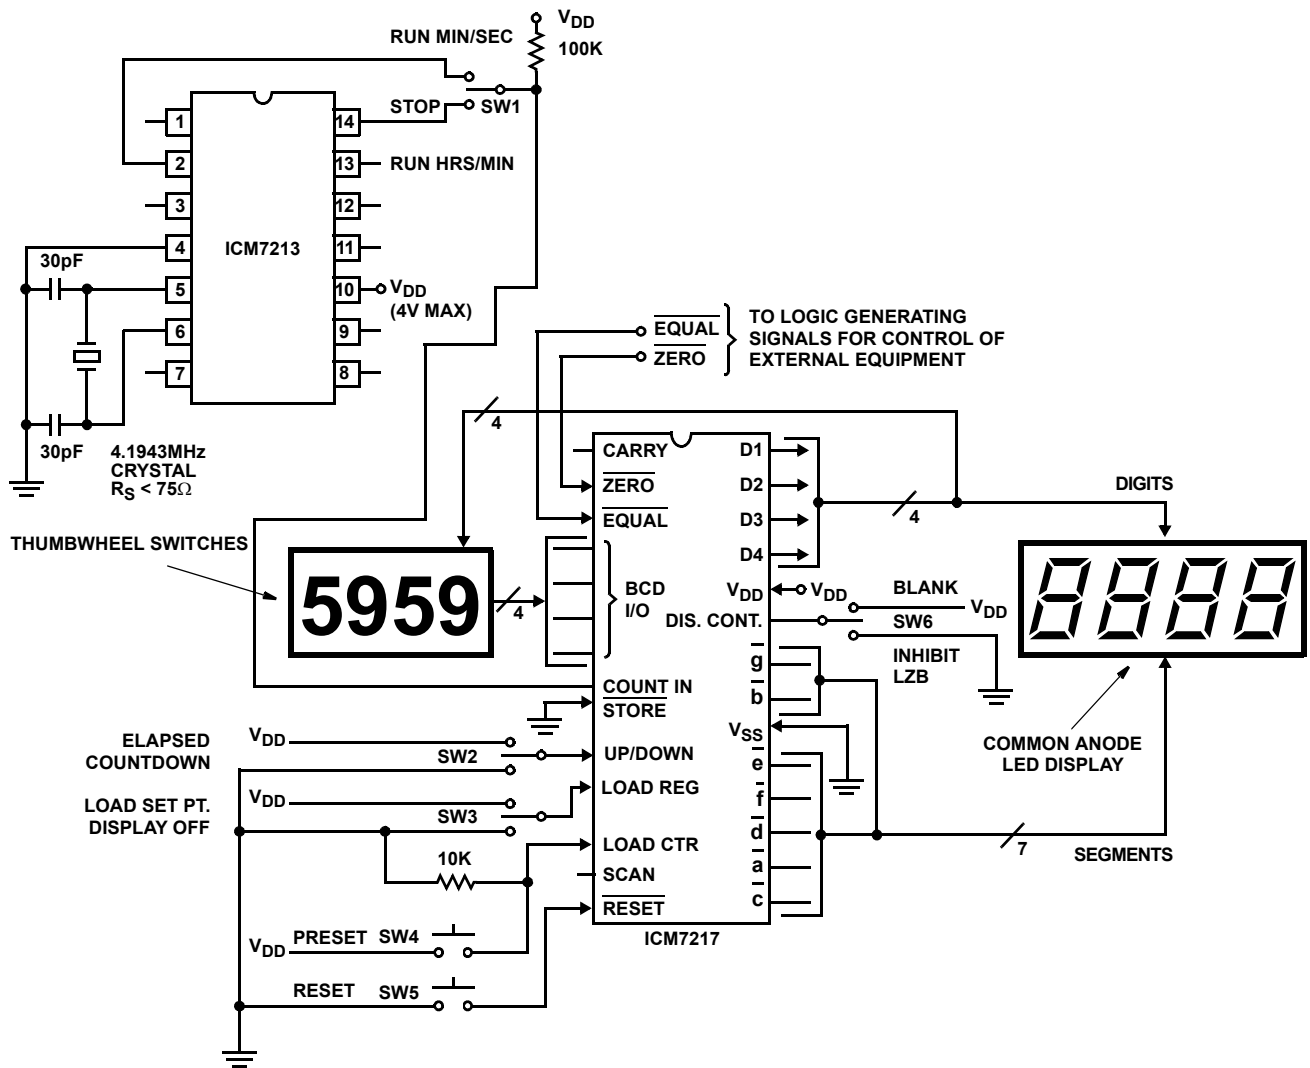 VDD
100K
RUN MIN/SEC
STOP
SW1
1
2
3
4
5
6
7
14
13
12
11
10
9
8
ICM7213
RUN HRS/MIN
VDD
(4V MAX)
30pF
30pF
4.1943MHz
CRYSTAL
RS < 75Ω
EQUAL
ZERO
TO LOGIC GENERATING
SIGNALS FOR CONTROL OF
EXTERNAL EQUIPMENT
4
THUMBWHEEL SWITCHES
5959
4
CARRY
ZERO
EQUAL
BCD
I/O
COUNT IN
STORE
UP/DOWN
LOAD REG
LOAD CTR
SCAN
RESET
D1
D2
D3
D4
VDD
DIS. CONT.
g
b
VSS
e
f
d
a
c
ICM7217
4
DIGITS
VDD
BLANK
VDD
SW6
INHIBIT
LZB
8888
COMMON ANODE
LED DISPLAY
7
SEGMENTS
ELAPSED
COUNTDOWN
VDD
SW2
LOAD SET PT.
DISPLAY OFF
VDD
SW3
10K
VDD
PRESET SW4
RESET SW5